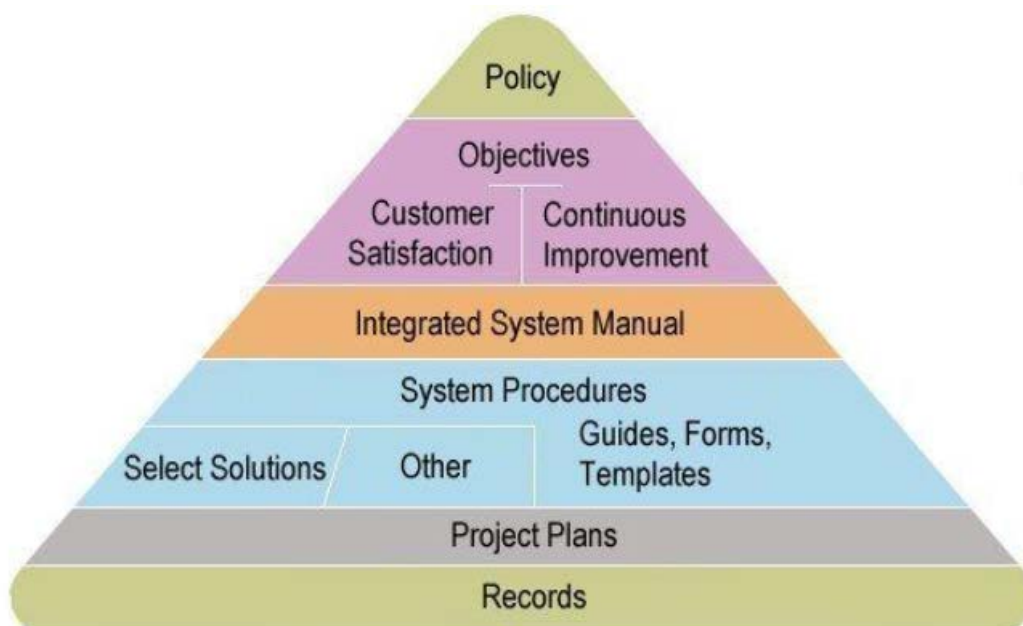 Policy
Objectives
Customer
Satisfaction
Continuous
Improvement
Integrated System Manual
System Procedures
Select Solutions
Other
Guides, Forms,
Templates
Project Plans
Records